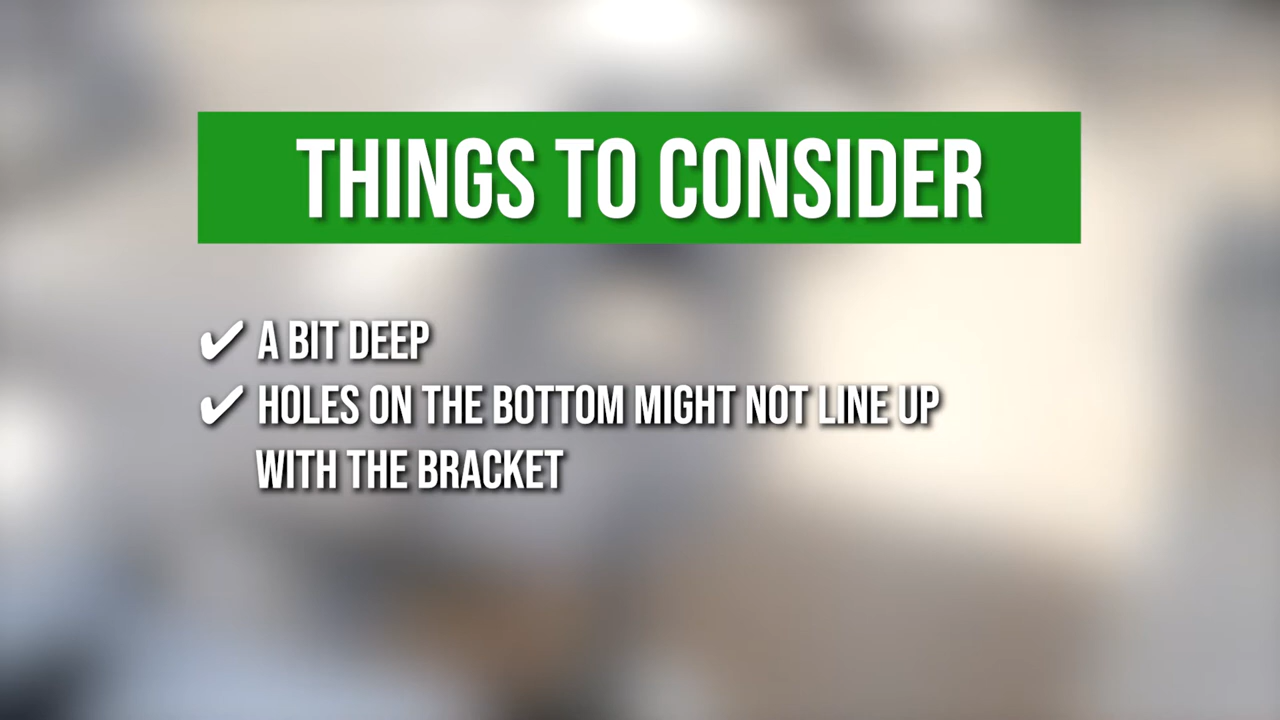 THINGS TO CONSIDER
✔ A BIT DEEP
✔ HOLES ON THE BOTTOM MIGHT NOT LINE UP
WITH THE BRACKET